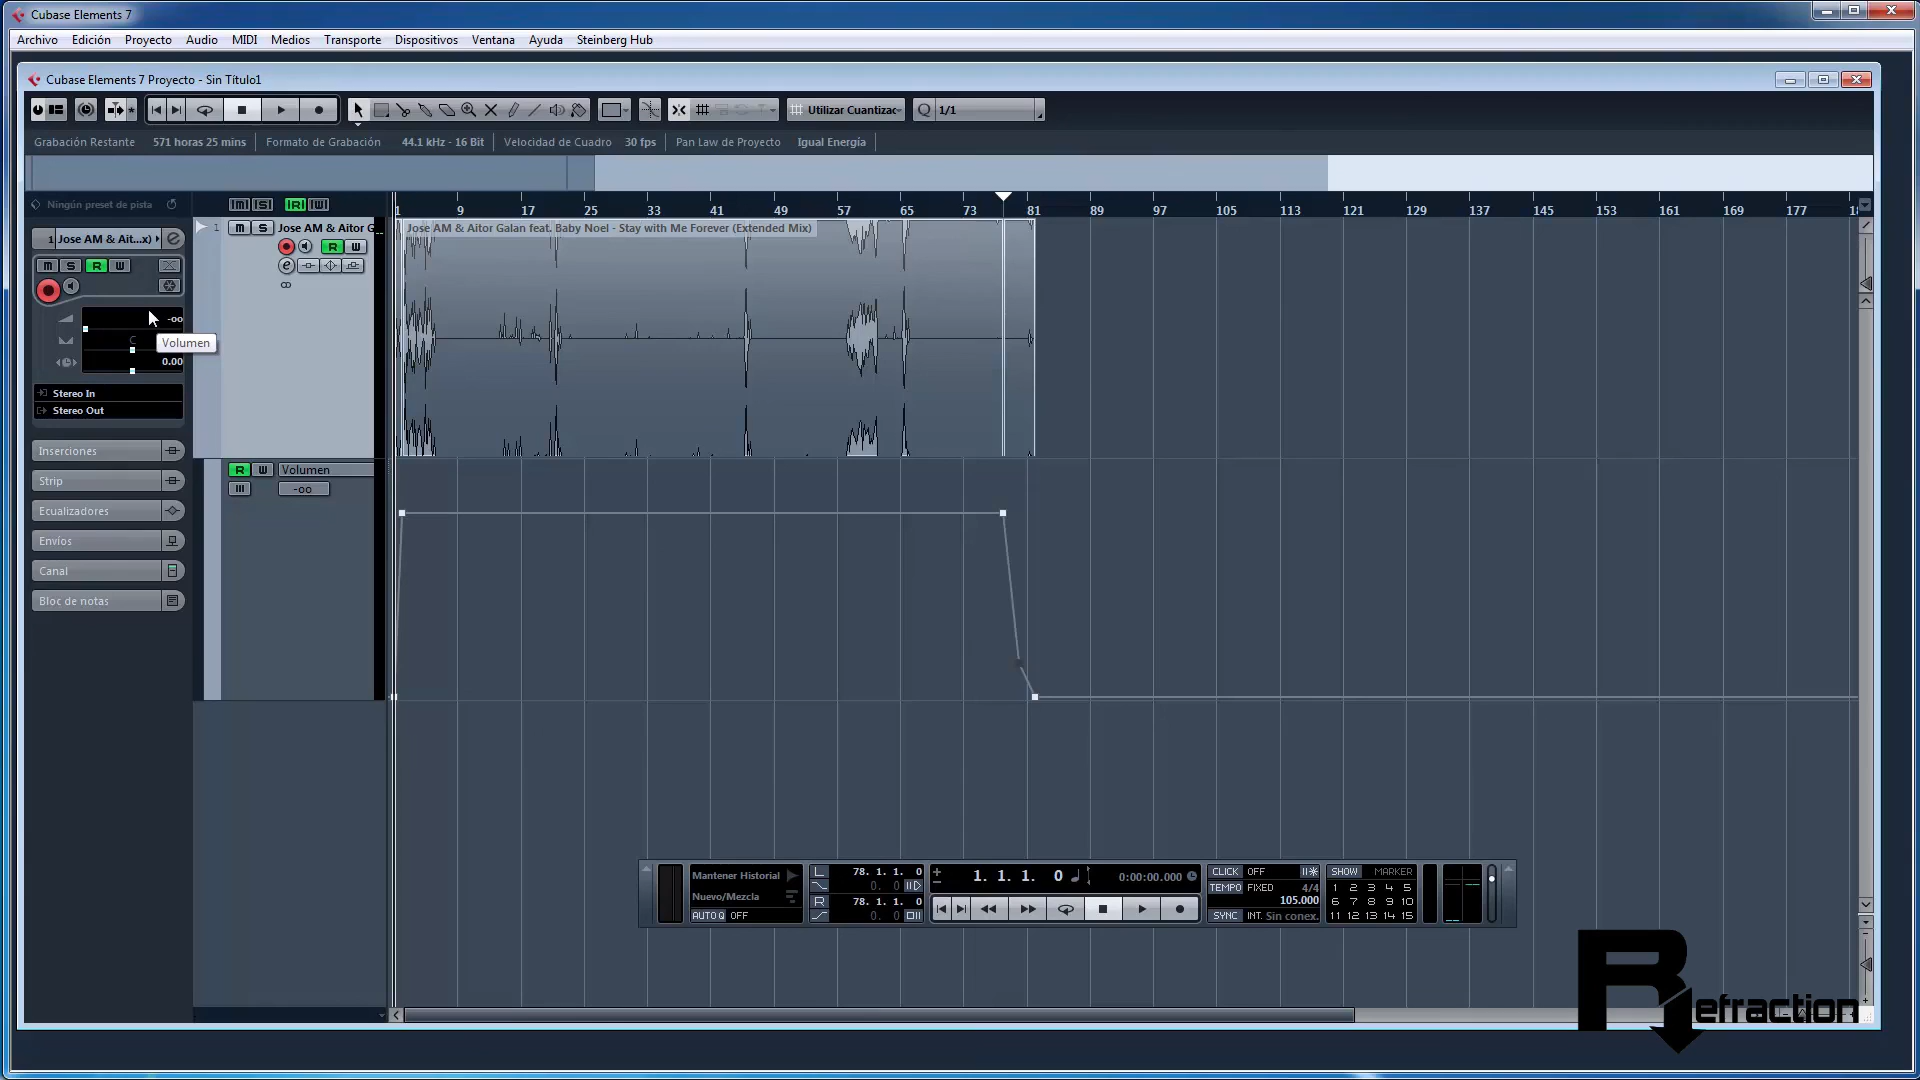 Cubase Elements 7
Archivo Edición Proyecto Audio MIDI Medios Transporte Dispositivos Ventana Ayuda Steinberg Hub
Cubase Elements 7 Proyecto - Sin Título1
Utilizar Cuantizac Q 1/1
Grabación Restante 571 horas 25 mins Formato de Grabación 44.1 kHz - 16 Bit Velocidad de Cuadro 30 fps Pan Law de Proyecto Igual Energía
Ningún preset de pista M S R W
1 9 17 25 33 41 49 57 65 73 81 89 97 105 113 121 129 137 145 153 161 169 177
1 Jose AM & Ait...x)
M S R W
1 M S Jose AM & Aitor G
R W
e
Jose AM & Aitor Galan feat. Baby Noel - Stay with Me Forever (Extended Mix)
-oo
Volumen
C
0.00
Stereo In
Stereo Out
Inserciones
Strip
Ecualizadores
Envíos
Canal
Bloc de notas
R W Volumen
-oo
Mantener Historial
Nuevo/Mezcla
AUTO Q OFF
L 78. 1. 1. 0
0. 0
R 78. 1. 1. 0
0. 0
1. 1. 1. 0 0:00:00.000
CLICK OFF
TEMPO FIXED 4/4
105.000
SYNC INT. Sin conex.
SHOW MARKER
1 2 3 4 5
6 7 8 9 10
11 12 13 14 15
Refraction